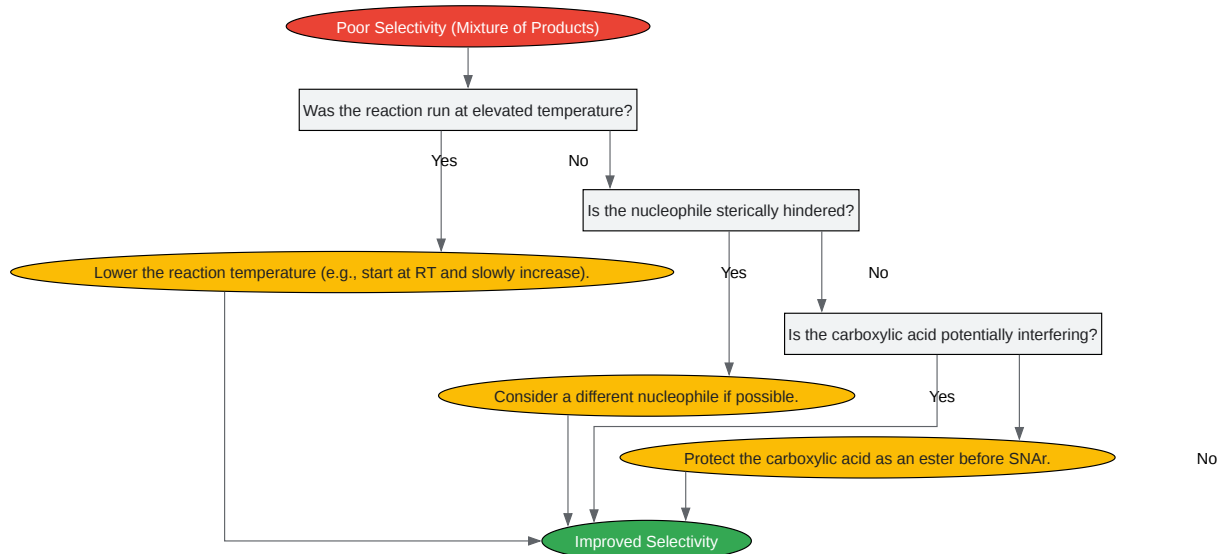 Poor Selectivity (Mixture of Products)
Was the reaction run at elevated temperature?
Yes
No
Is the nucleophile sterically hindered?
Lower the reaction temperature (e.g., start at RT and slowly increase).
Yes
No
Is the carboxylic acid potentially interfering?
Consider a different nucleophile if possible.
Yes
Protect the carboxylic acid as an ester before SNAr.
No
Improved Selectivity